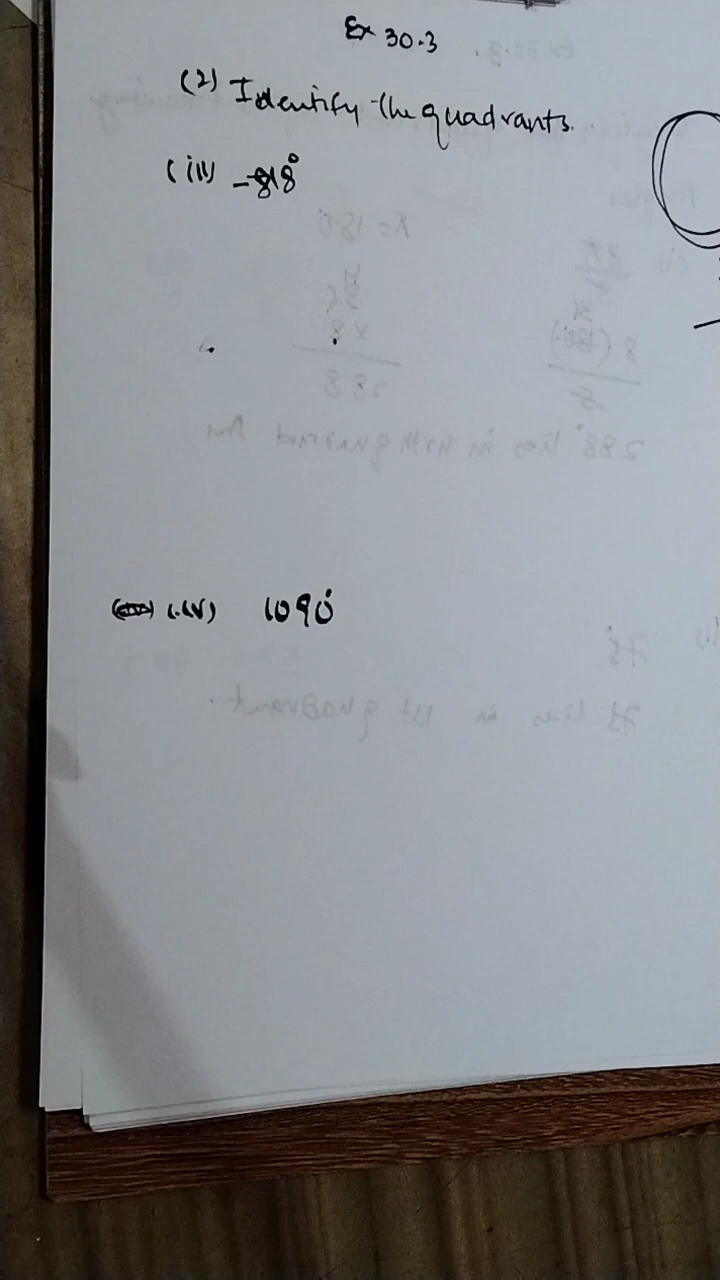 Ex 30.3
(2) Identify the quadrants.
(iii) -818°
(iv) 1090°